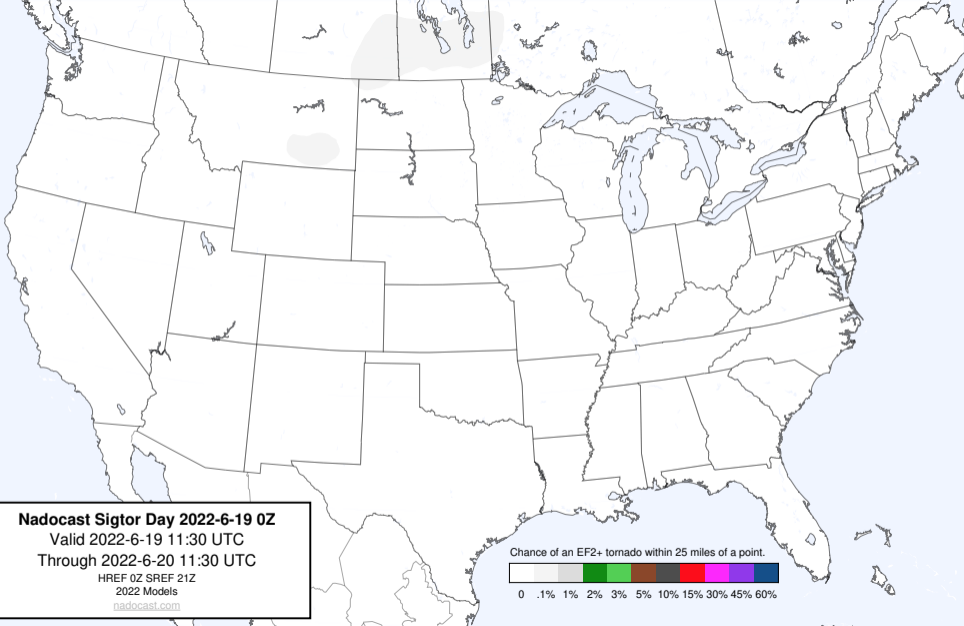 Nadocast Sigtor Day 2022-6-19 0Z
Valid 2022-6-19 11:30 UTC
Through 2022-6-20 11:30 UTC
HREF 0Z SREF 21Z
2022 Models
nadocast.com
Chance of an EF2+ tornado within 25 miles of a point.
0 .1% 1% 2% 3% 5% 10% 15% 30% 45% 60%